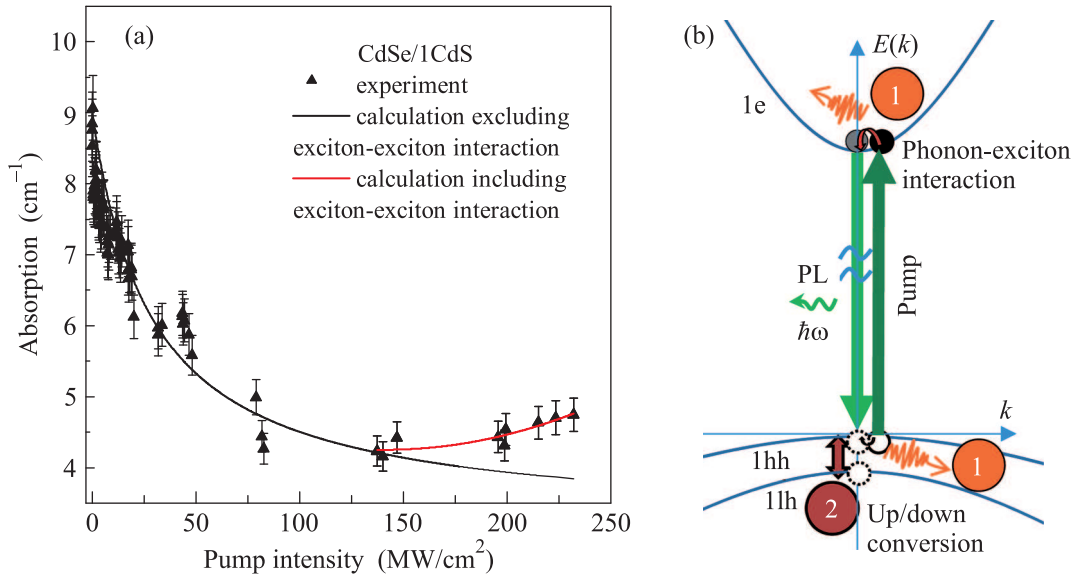 (a)
CdSe/1CdS
experiment
calculation excluding
exciton-exciton interaction
calculation including
exciton-exciton interaction
10
9
8
7
6
5
4
Absorption (cm⁻¹)
0 50 100 150 200 250
Pump intensity (MW/cm²)
(b)
E(k)
1
1e
Phonon-exciton
interaction
PL
ħω
Pump
k
1hh
1
1lh
2
Up/down
conversion